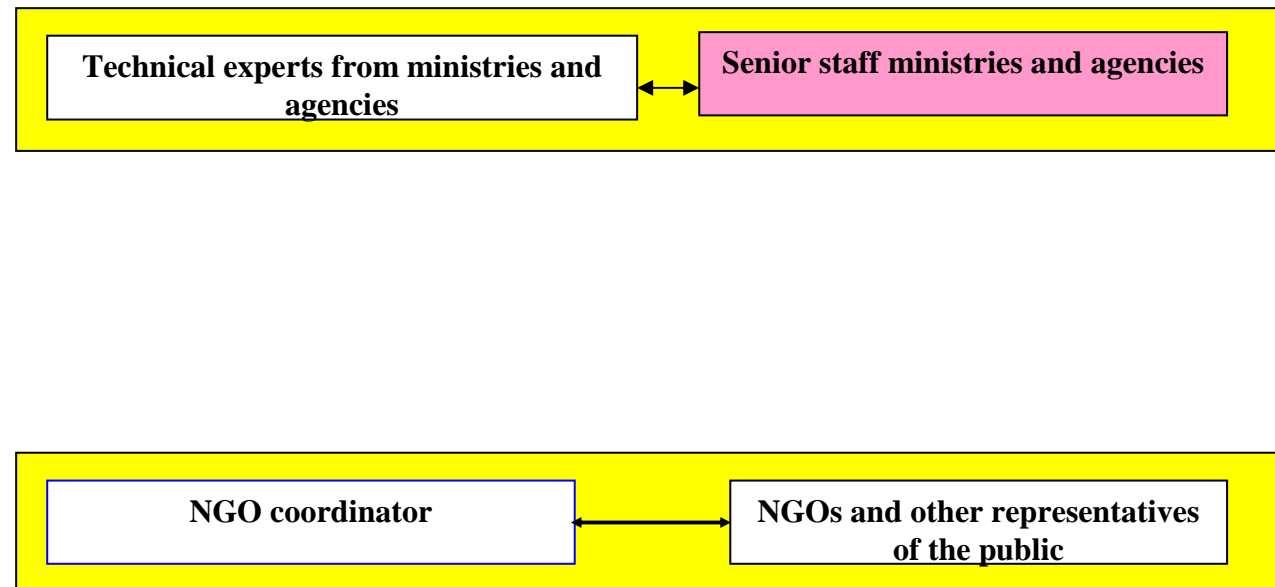 Technical experts from ministries and
agencies
Senior staff ministries and agencies
NGO coordinator
NGOs and other representatives
of the public